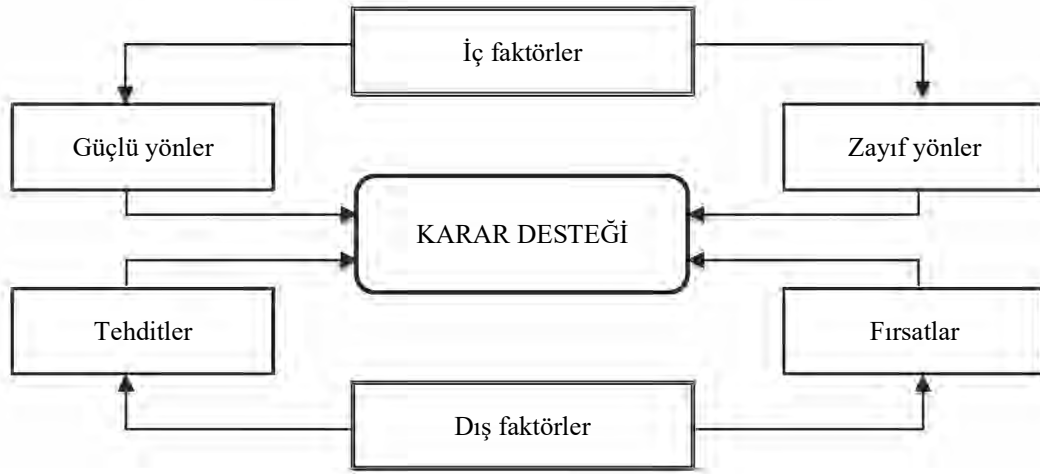 İç faktörler
Güçlü yönler
Zayıf yönler
KARAR DESTEĞİ
Tehditler
Fırsatlar
Dış faktörler